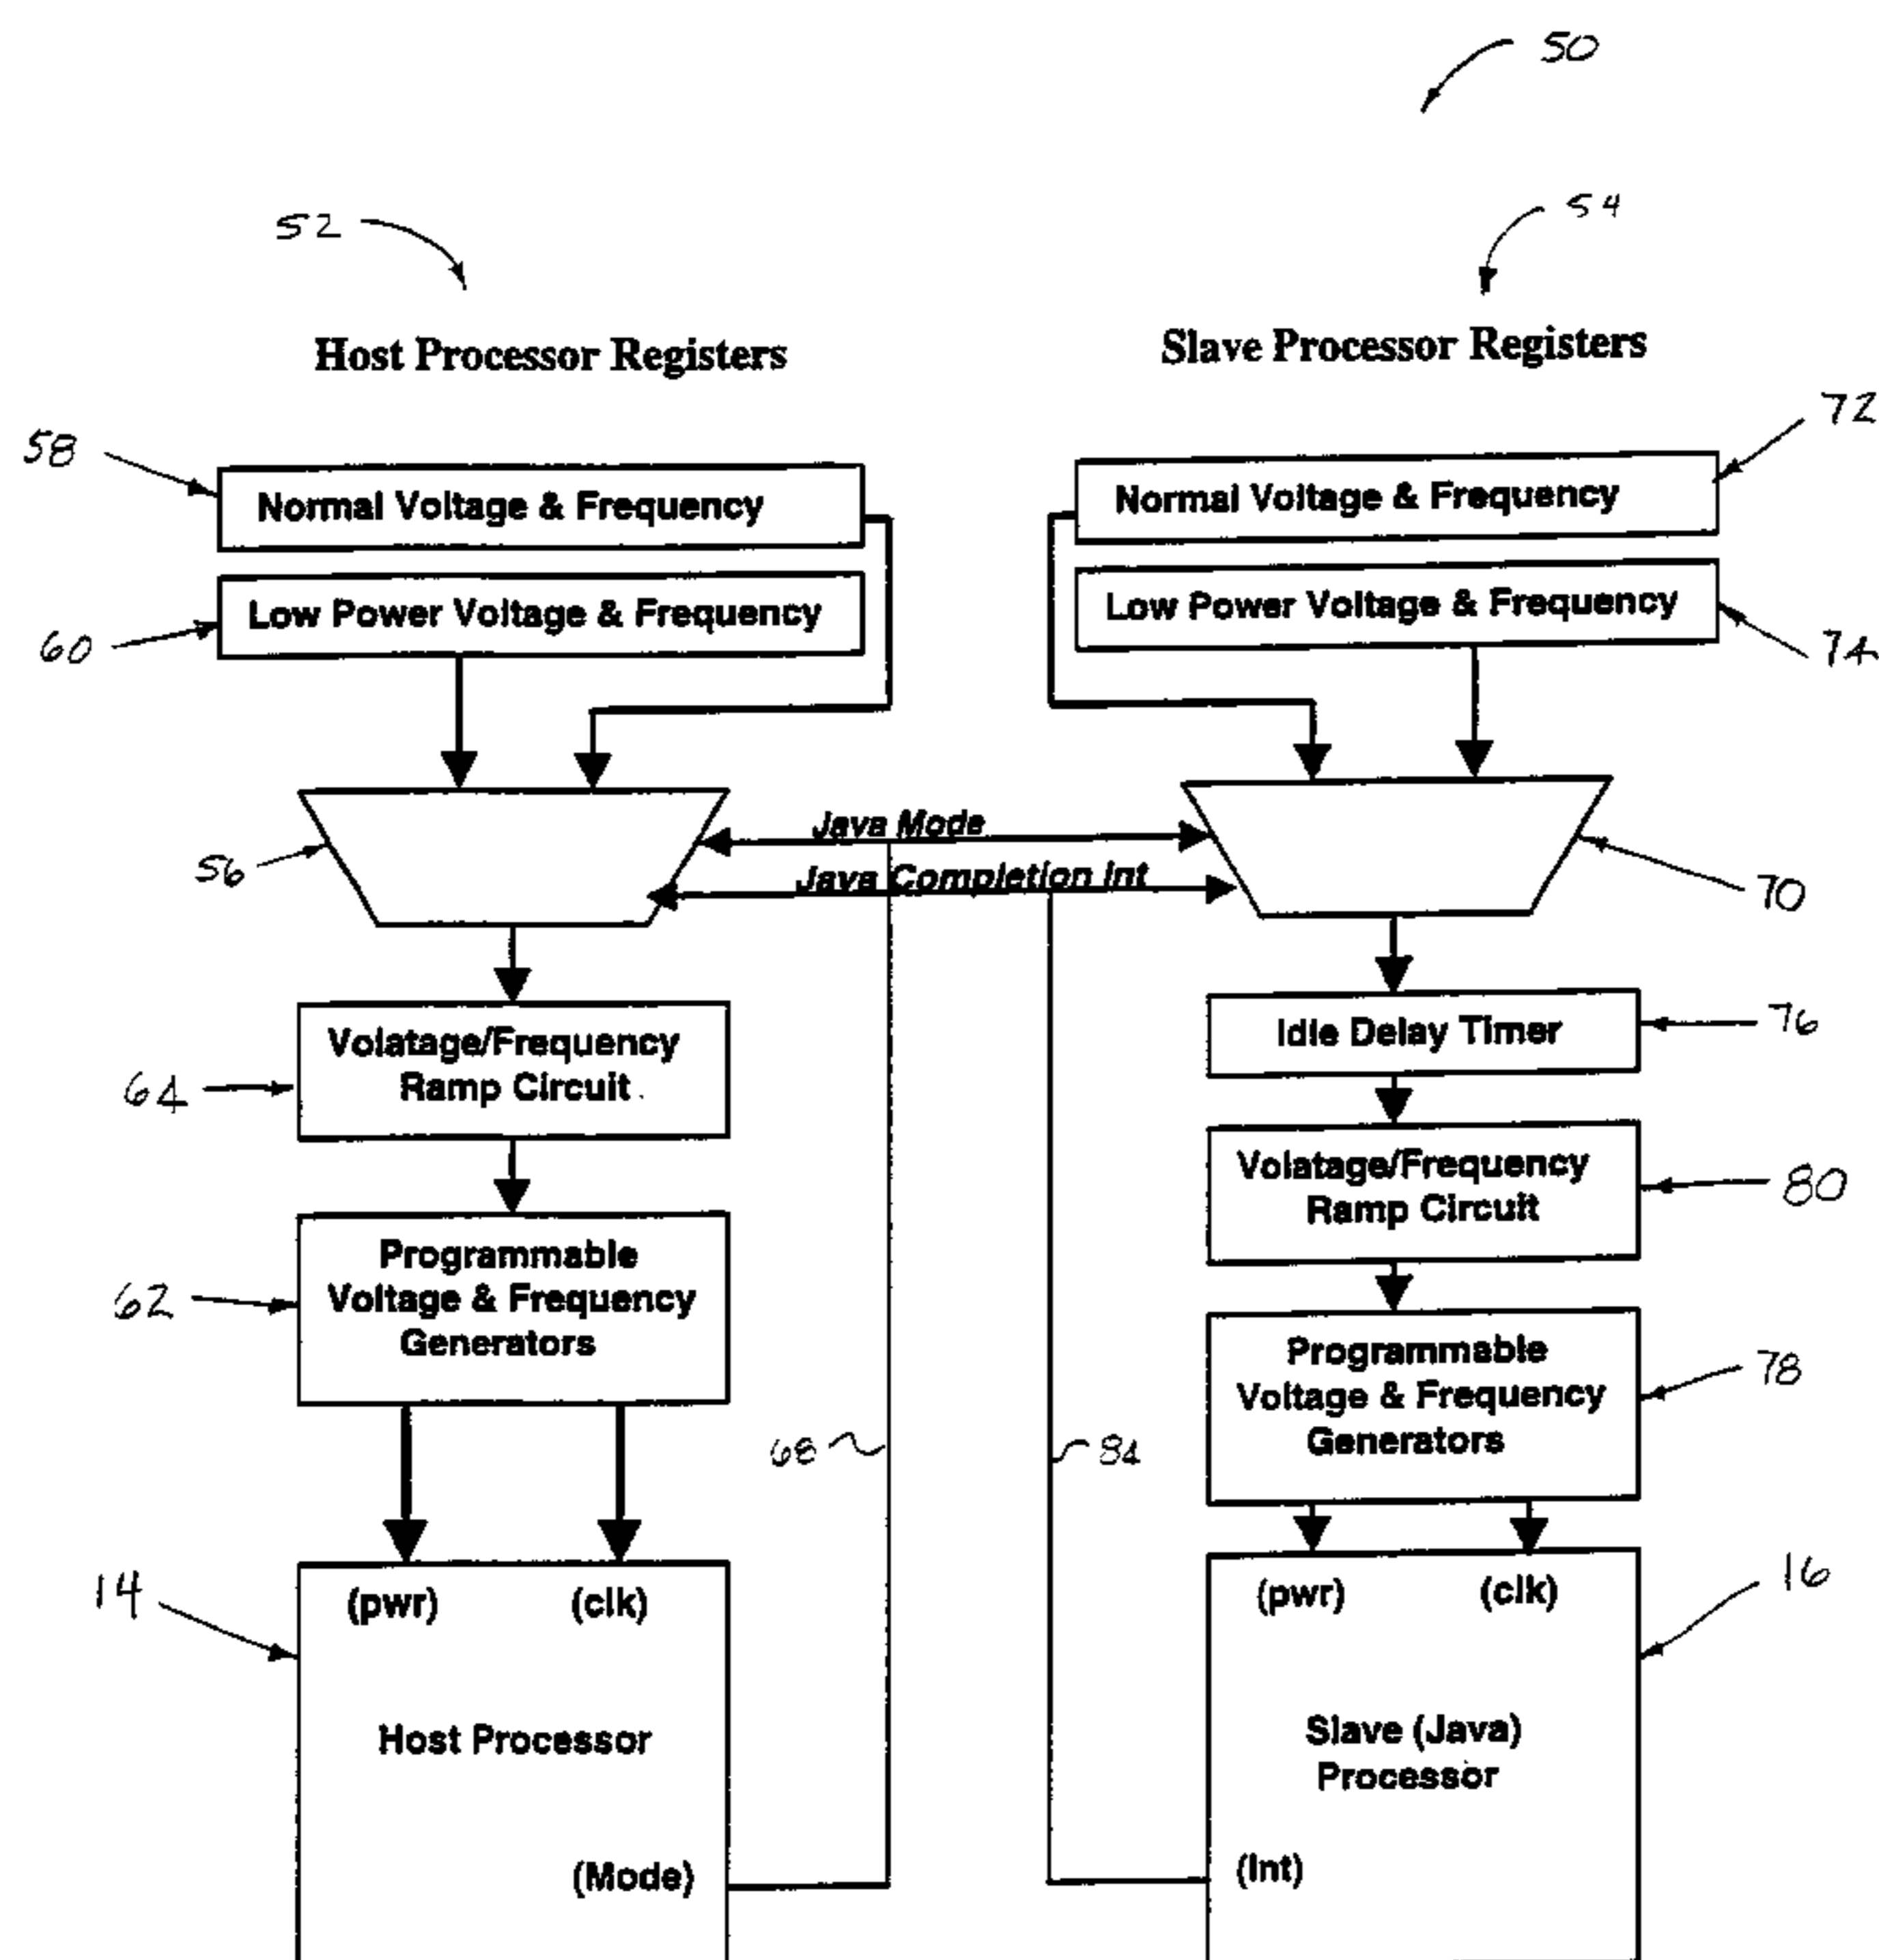 50
52
54
Host Processor Registers
Slave Processor Registers
58
72
Normal Voltage & Frequency
Normal Voltage & Frequency
60
74
Low Power Voltage & Frequency
Low Power Voltage & Frequency
Java Mode
Java Completion Int
56
70
Volatage/Frequency
Ramp Circuit
64
Idle Delay Timer
76
Volatage/Frequency
Ramp Circuit
80
Programmable
Voltage & Frequency
Generators
62
Programmable
Voltage & Frequency
Generators
78
68
84
14
(pwr) (clk)
Host Processor
(Mode)
16
(pwr) (clk)
Slave (Java)
Processor
(Int)